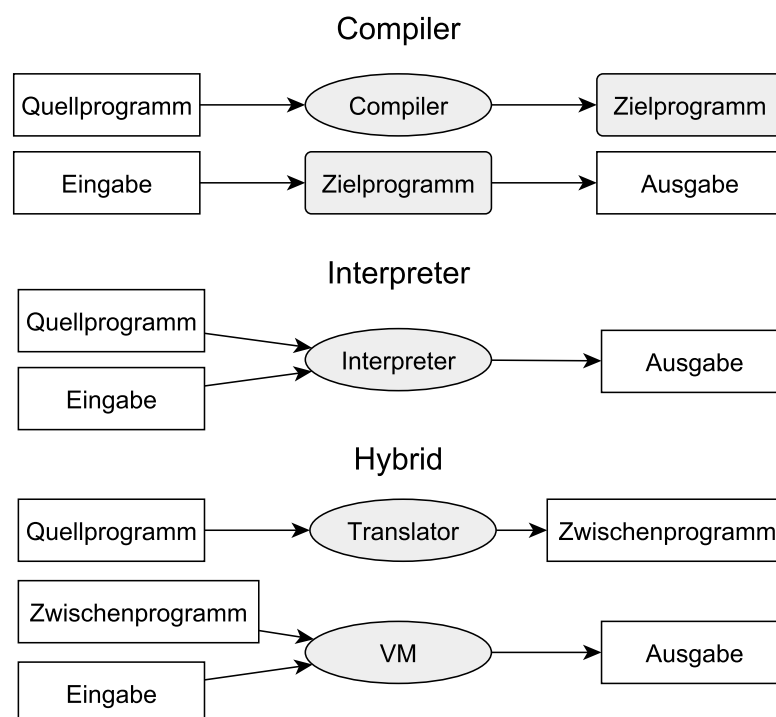 Compiler
Quellprogramm
Compiler
Zielprogramm
Eingabe
Zielprogramm
Ausgabe
Interpreter
Quellprogramm
Eingabe
Interpreter
Ausgabe
Hybrid
Quellprogramm
Translator
Zwischenprogramm
Zwischenprogramm
Eingabe
VM
Ausgabe